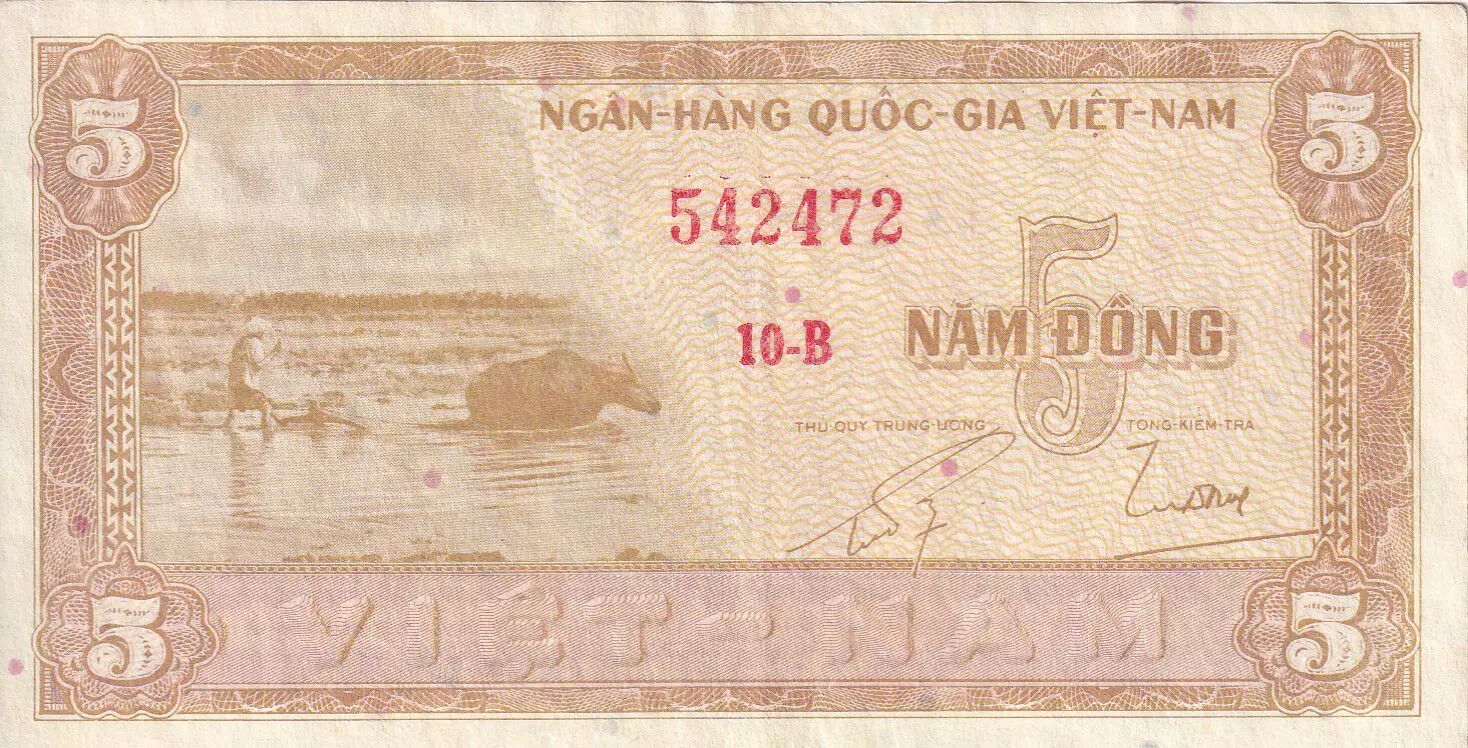 5 5
NGÂN-HÀNG QUỐC-GIA VIỆT-NAM
542472
5
10-B
NĂM ĐỒNG
THỦ-QUỸ TRUNG-ƯƠNG TỔNG-KIỂM-TRA
VIỆT-NAM
5 5